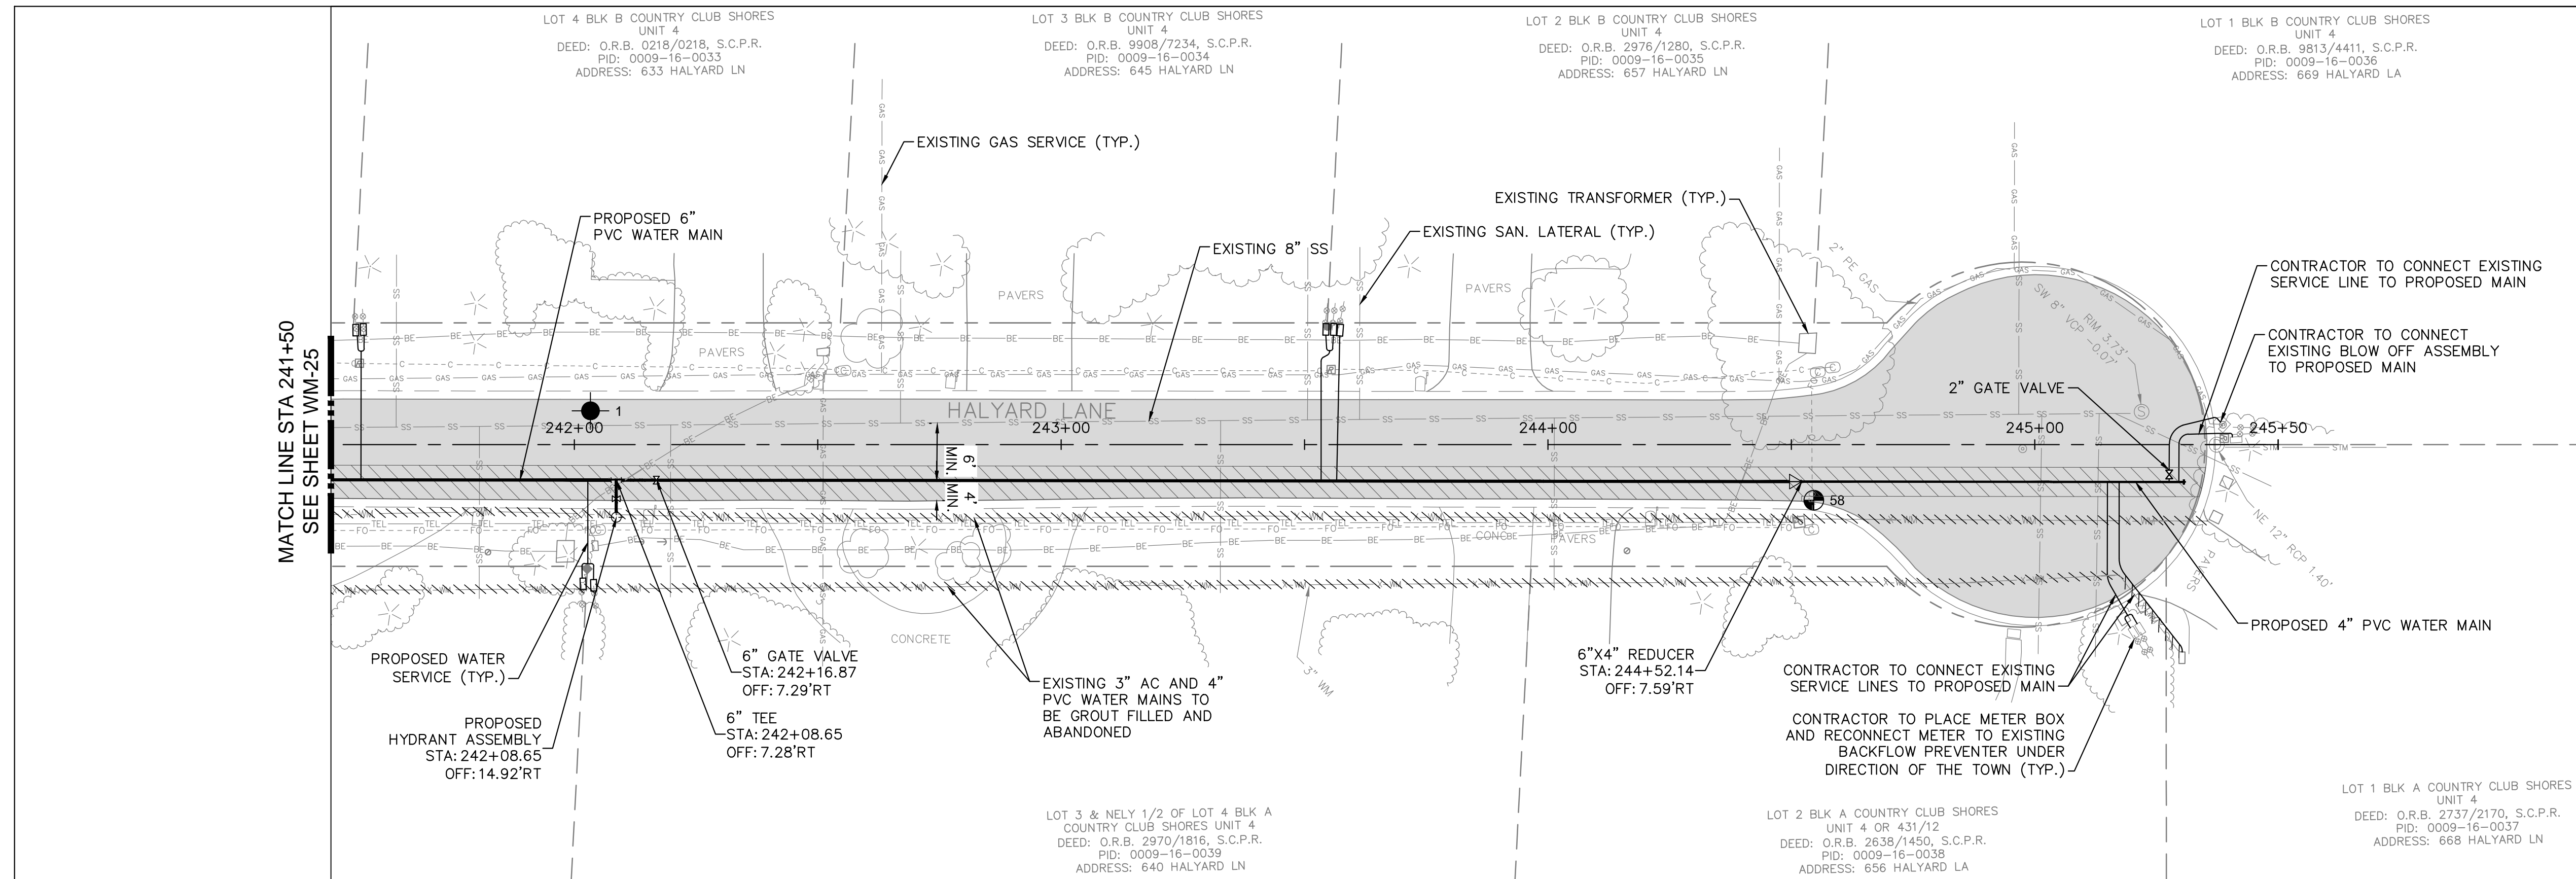 LOT 4 BLK B COUNTRY CLUB SHORES
UNIT 4
DEED: O.R.B. 0218/0218, S.C.P.R.
PID: 0009-16-0033
ADDRESS: 633 HALYARD LN
LOT 3 BLK B COUNTRY CLUB SHORES
UNIT 4
DEED: O.R.B. 9908/7234, S.C.P.R.
PID: 0009-16-0034
ADDRESS: 645 HALYARD LN
LOT 2 BLK B COUNTRY CLUB SHORES
UNIT 4
DEED: O.R.B. 2976/1280, S.C.P.R.
PID: 0009-16-0035
ADDRESS: 657 HALYARD LN
LOT 1 BLK B COUNTRY CLUB SHORES
UNIT 4
DEED: O.R.B. 9813/4411, S.C.P.R.
PID: 0009-16-0036
ADDRESS: 669 HALYARD LA
EXISTING GAS SERVICE (TYP.)
EXISTING TRANSFORMER (TYP.)
PROPOSED 6"
PVC WATER MAIN
EXISTING SAN. LATERAL (TYP.)
EXISTING 8" SS
2" PE GAS
CONTRACTOR TO CONNECT EXISTING
SERVICE LINE TO PROPOSED MAIN
PAVERS
PAVERS
SW 8" VCP -0.07'
RIM 3.73'
CONTRACTOR TO CONNECT
EXISTING BLOW OFF ASSEMBLY
TO PROPOSED MAIN
PAVERS
2" GATE VALVE
MATCH LINE STA 241+50
SEE SHEET WM-25
1
HALYARD LANE
242+00
243+00
244+00
245+00
245+50
6'
MIN.
4'
MIN.
58
NE 12" RCP 1.40'
CONC
PAVERS
PAVERS
CONCRETE
3" WM
PROPOSED 4" PVC WATER MAIN
PROPOSED WATER
SERVICE (TYP.)
6" GATE VALVE
STA: 242+16.87
OFF: 7.29'RT
EXISTING 3" AC AND 4"
PVC WATER MAINS TO
BE GROUT FILLED AND
ABANDONED
6"X4" REDUCER
STA: 244+52.14
OFF: 7.59'RT
CONTRACTOR TO CONNECT EXISTING
SERVICE LINES TO PROPOSED MAIN
PROPOSED
HYDRANT ASSEMBLY
STA: 242+08.65
OFF: 14.92'RT
6" TEE
STA: 242+08.65
OFF: 7.28'RT
CONTRACTOR TO PLACE METER BOX
AND RECONNECT METER TO EXISTING
BACKFLOW PREVENTER UNDER
DIRECTION OF THE TOWN (TYP.)
LOT 3 & NELY 1/2 OF LOT 4 BLK A
COUNTRY CLUB SHORES UNIT 4
DEED: O.R.B. 2970/1816, S.C.P.R.
PID: 0009-16-0039
ADDRESS: 640 HALYARD LN
LOT 2 BLK A COUNTRY CLUB SHORES
UNIT 4 OR 431/12
DEED: O.R.B. 2638/1450, S.C.P.R.
PID: 0009-16-0038
ADDRESS: 656 HALYARD LA
LOT 1 BLK A COUNTRY CLUB SHORES
UNIT 4
DEED: O.R.B. 2737/2170, S.C.P.R.
PID: 0009-16-0037
ADDRESS: 668 HALYARD LN